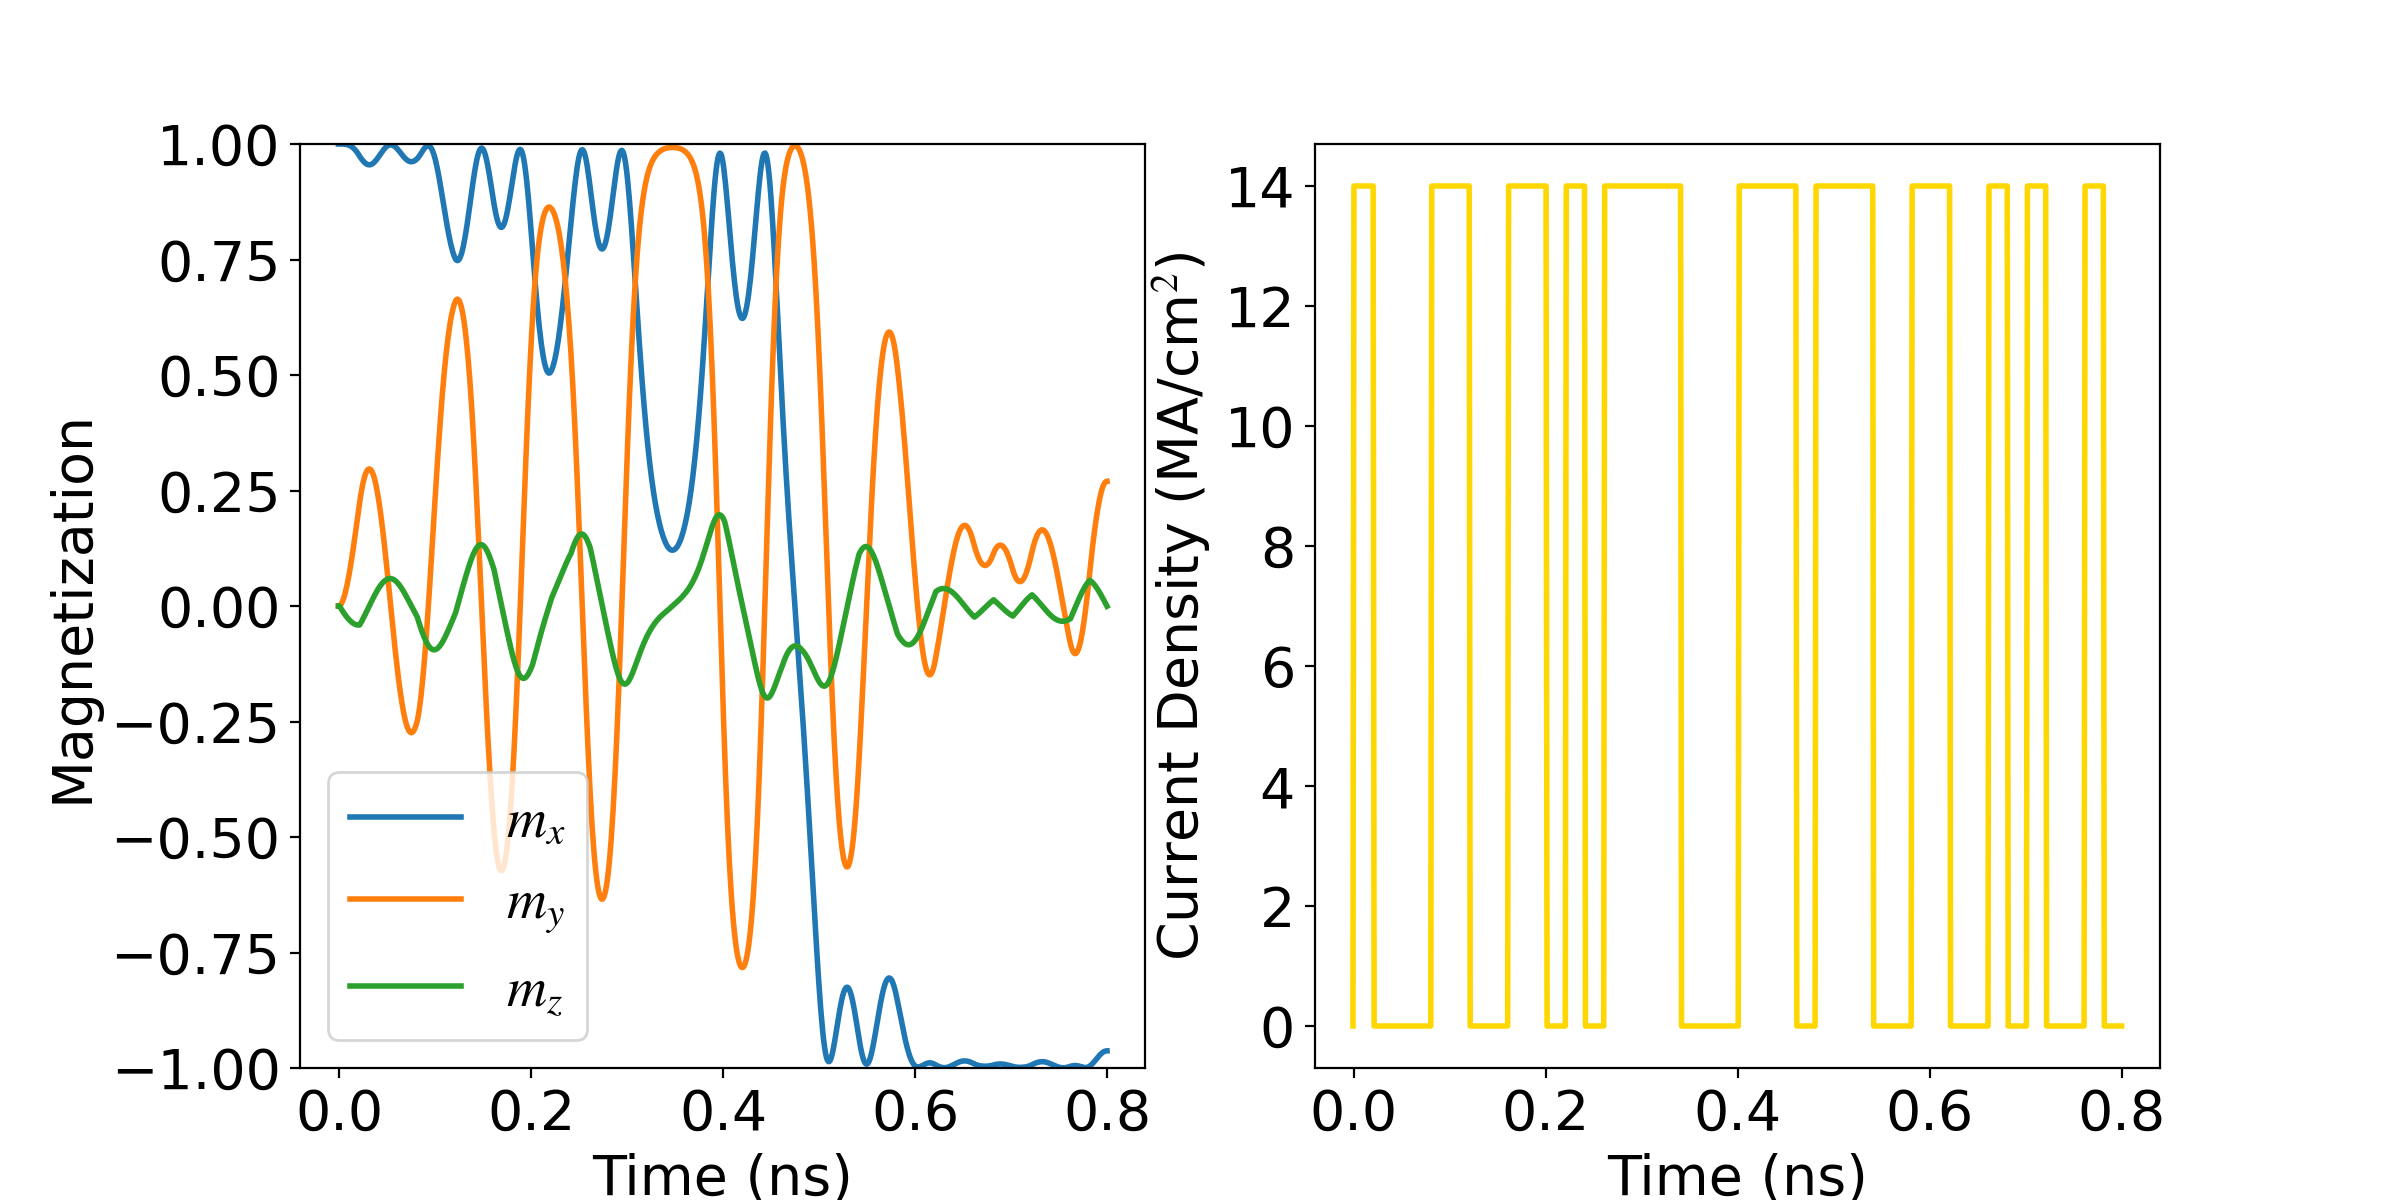 1.00
0.75
0.50
0.25
0.00
−0.25
−0.50
−0.75
−1.00
Magnetization
m_x
m_y
m_z
0.0 0.2 0.4 0.6 0.8
Time (ns)
14
12
10
8
6
4
2
0
Current Density (MA/cm²)
0.0 0.2 0.4 0.6 0.8
Time (ns)